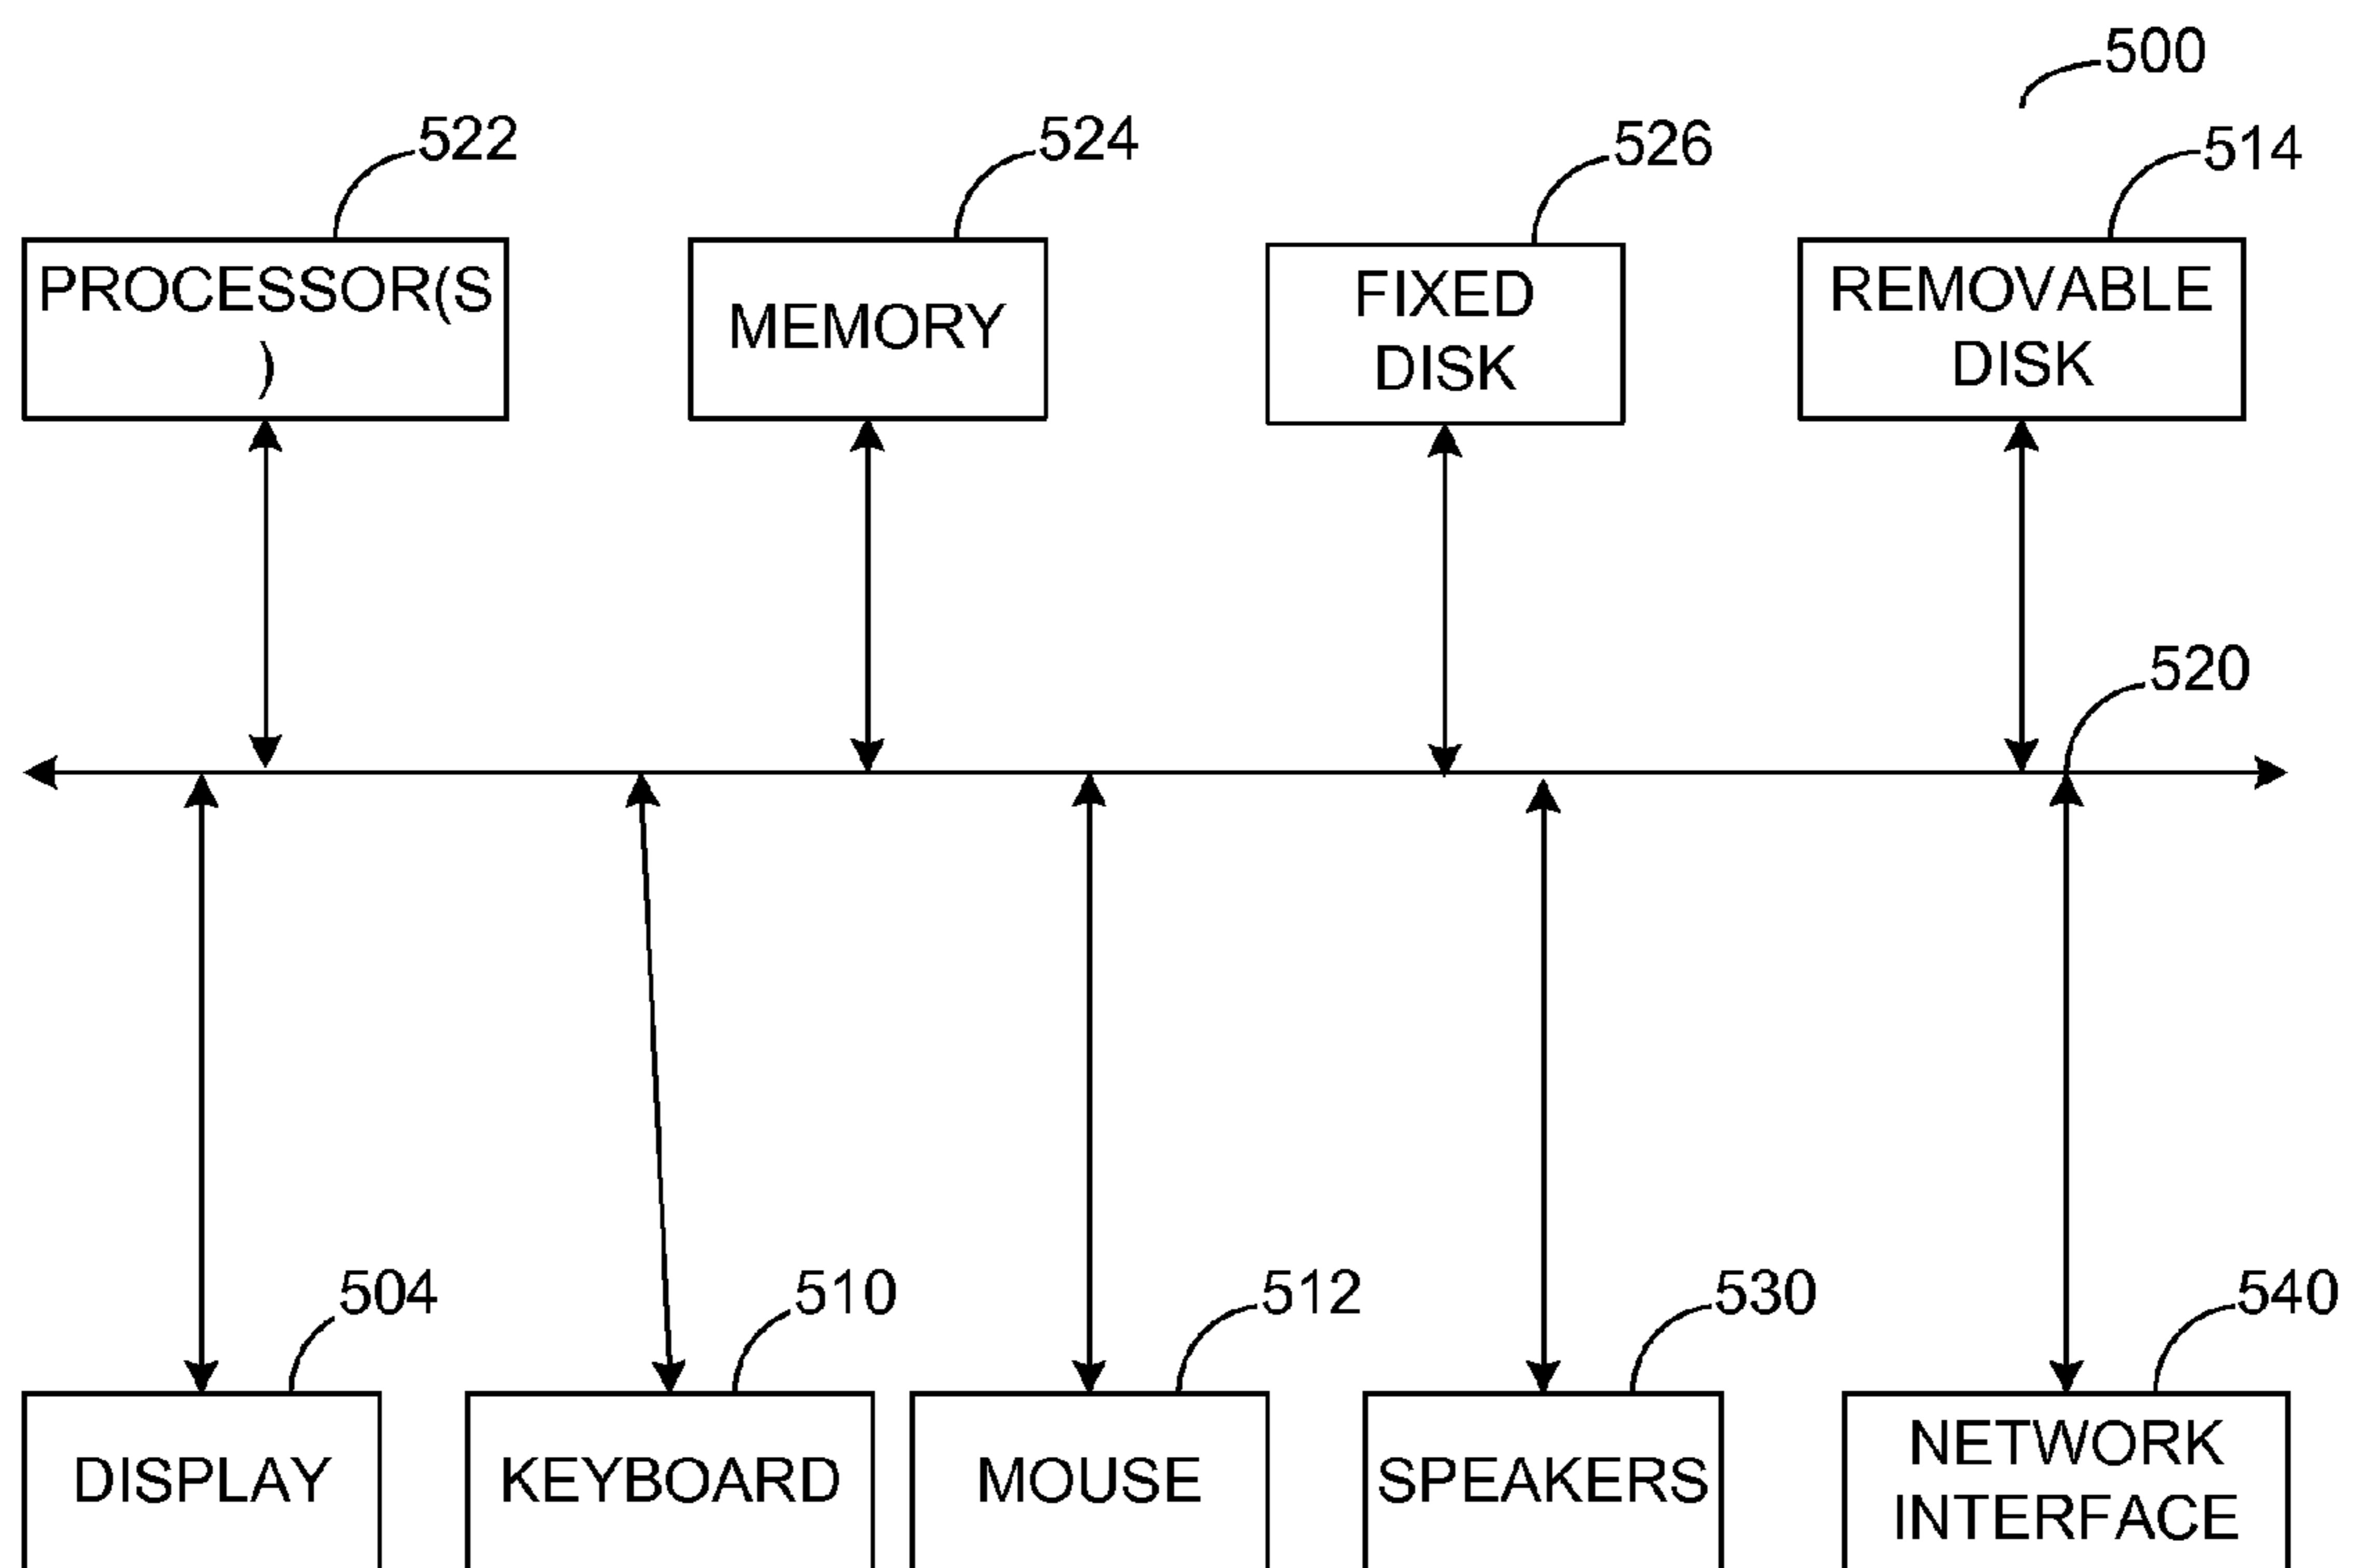 500
522
524
526
514
PROCESSOR(S
)
MEMORY
FIXED
DISK
REMOVABLE
DISK
520
504
510
512
530
540
DISPLAY
KEYBOARD
MOUSE
SPEAKERS
NETWORK
INTERFACE